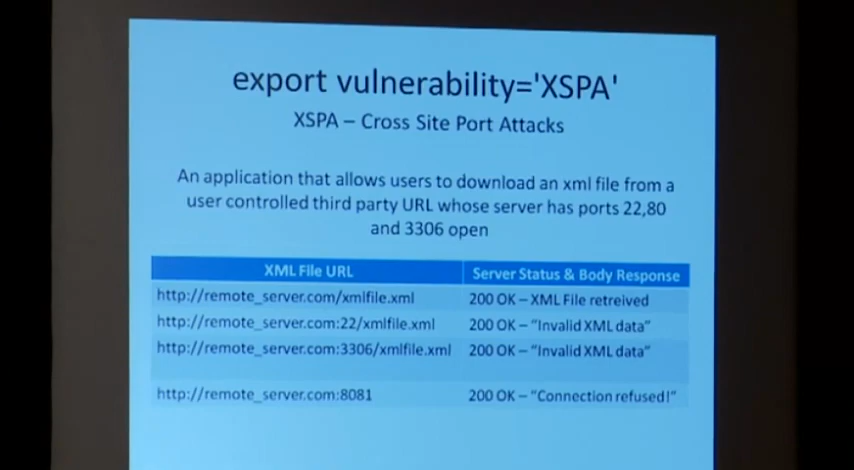 export vulnerability='XSPA'
XSPA – Cross Site Port Attacks
An application that allows users to download an xml file from a
user controlled third party URL whose server has ports 22,80
and 3306 open
XML File URL Server Status & Body Response
http://remote_server.com/xmlfile.xml 200 OK – XML File retreived
http://remote_server.com:22/xmlfile.xml 200 OK – "Invalid XML data"
http://remote_server.com:3306/xmlfile.xml 200 OK – "Invalid XML data"
http://remote_server.com:8081 200 OK – "Connection refused!"